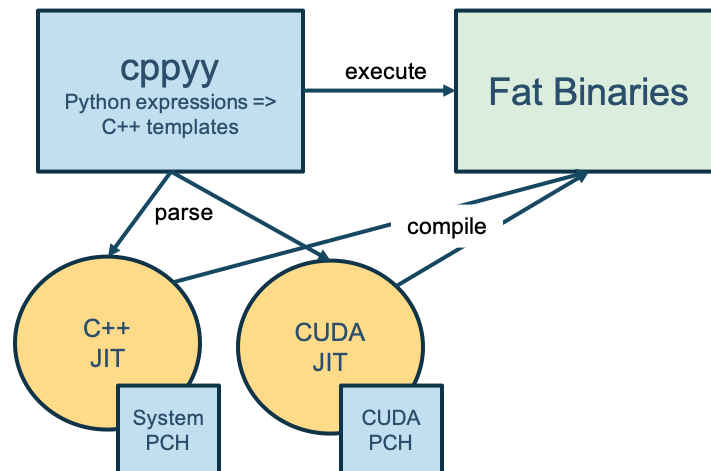 cppyy
Python expressions =>
C++ templates
execute
Fat Binaries
parse
compile
C++
JIT
CUDA
JIT
System
PCH
CUDA
PCH